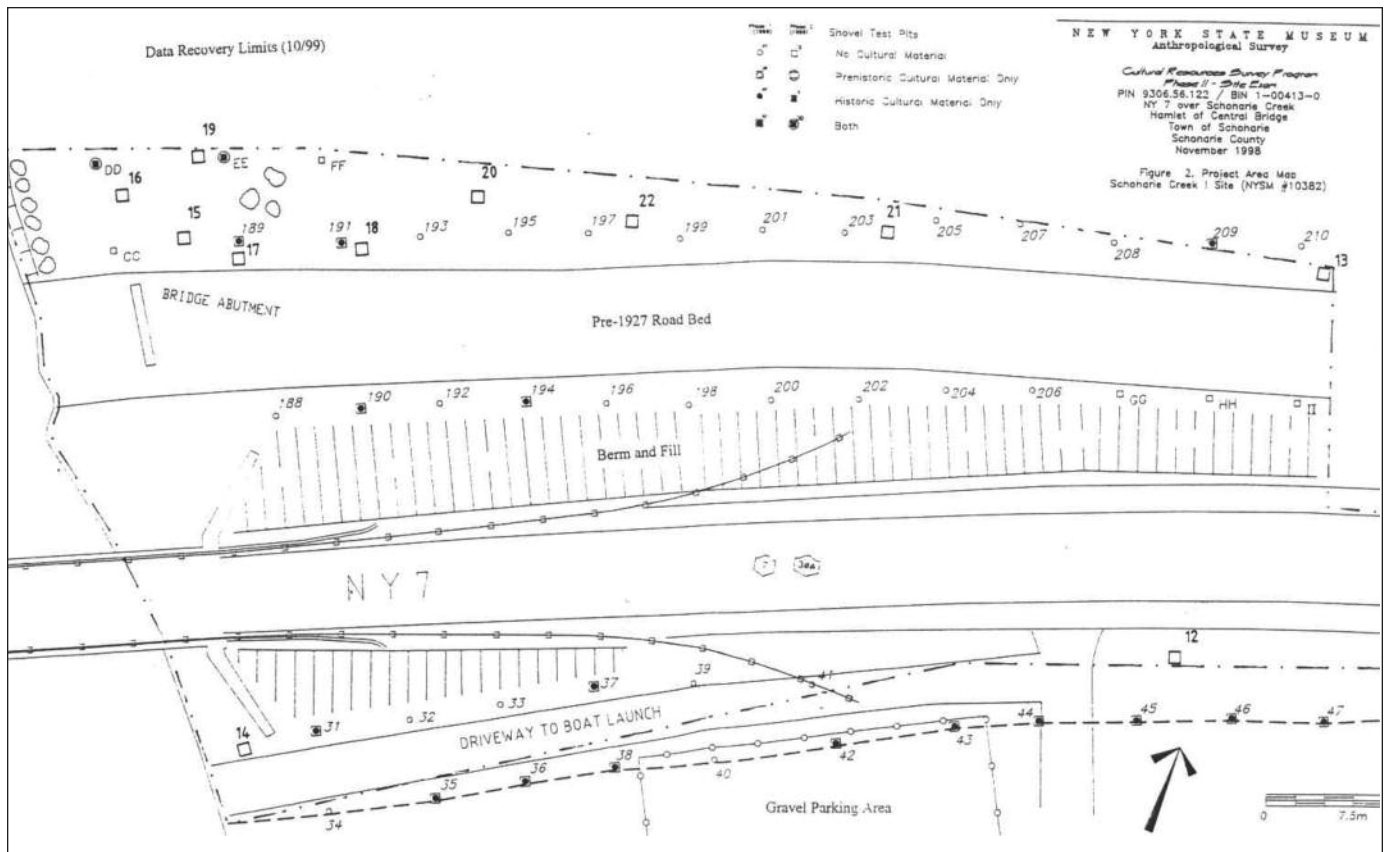 Data Recovery Limits (10/99)
Shovel Test Pits
No Cultural Material
Prehistoric Cultural Material Only
Historic Cultural Material Only
Both
NEW YORK STATE MUSEUM
Anthropological Survey
Cultural Resources Survey Program
Phase II - Site Exam
PIN 9306.56.122 / BIN 1-00413-0
NY 7 over Schoharie Creek
Hamlet of Central Bridge
Town of Schoharie
Schoharie County
November 1998
Figure 2. Project Area Map
Schoharie Creek I Site (NYSM #10382)
19
DD
EE
FF
16
20
15
189
191
18
193
195
197
22
199
201
203
21
205
207
208
209
210
13
CC
17
BRIDGE ABUTMENT
Pre-1927 Road Bed
188
190
192
194
196
198
200
202
204
206
GG
HH
II
Berm and Fill
NY 7
7
30A
12
37
39
41
33
32
31
14
DRIVEWAY TO BOAT LAUNCH
34
35
36
38
40
42
43
44
45
46
47
Gravel Parking Area
0 7.5m